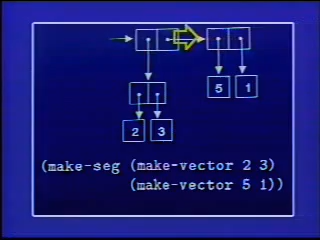 5 1
2 3
(make-seg (make-vector 2 3)
(make-vector 5 1))